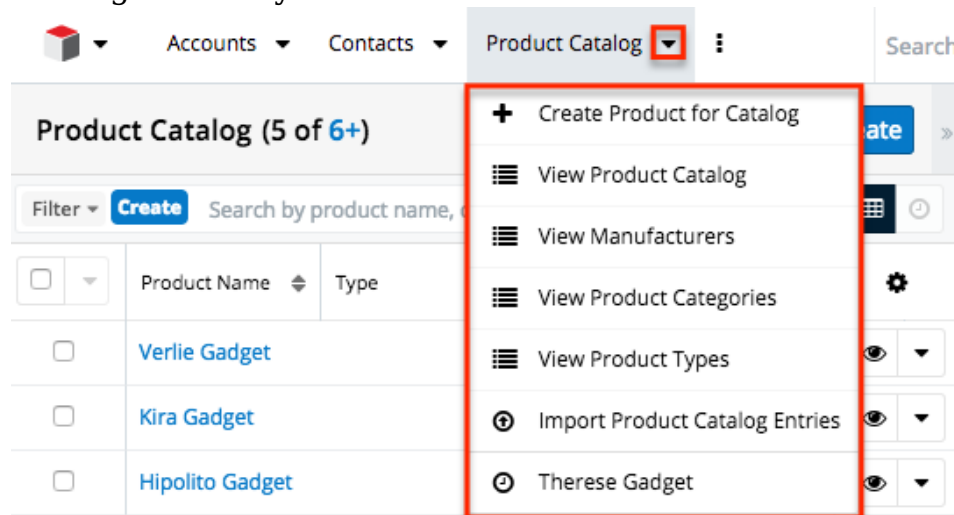 Accounts Contacts Product Catalog Search
Product Catalog (5 of 6+)
Create Product for Catalog
View Product Catalog
Filter Create Search by product name,
View Manufacturers
Product Name Type
View Product Categories
Verlie Gadget
View Product Types
Kira Gadget
Import Product Catalog Entries
Hipolito Gadget
Therese Gadget